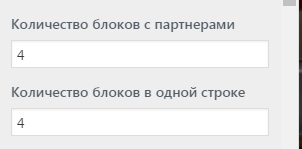 Количество блоков с партнерами
4
Количество блоков в одной строке
4